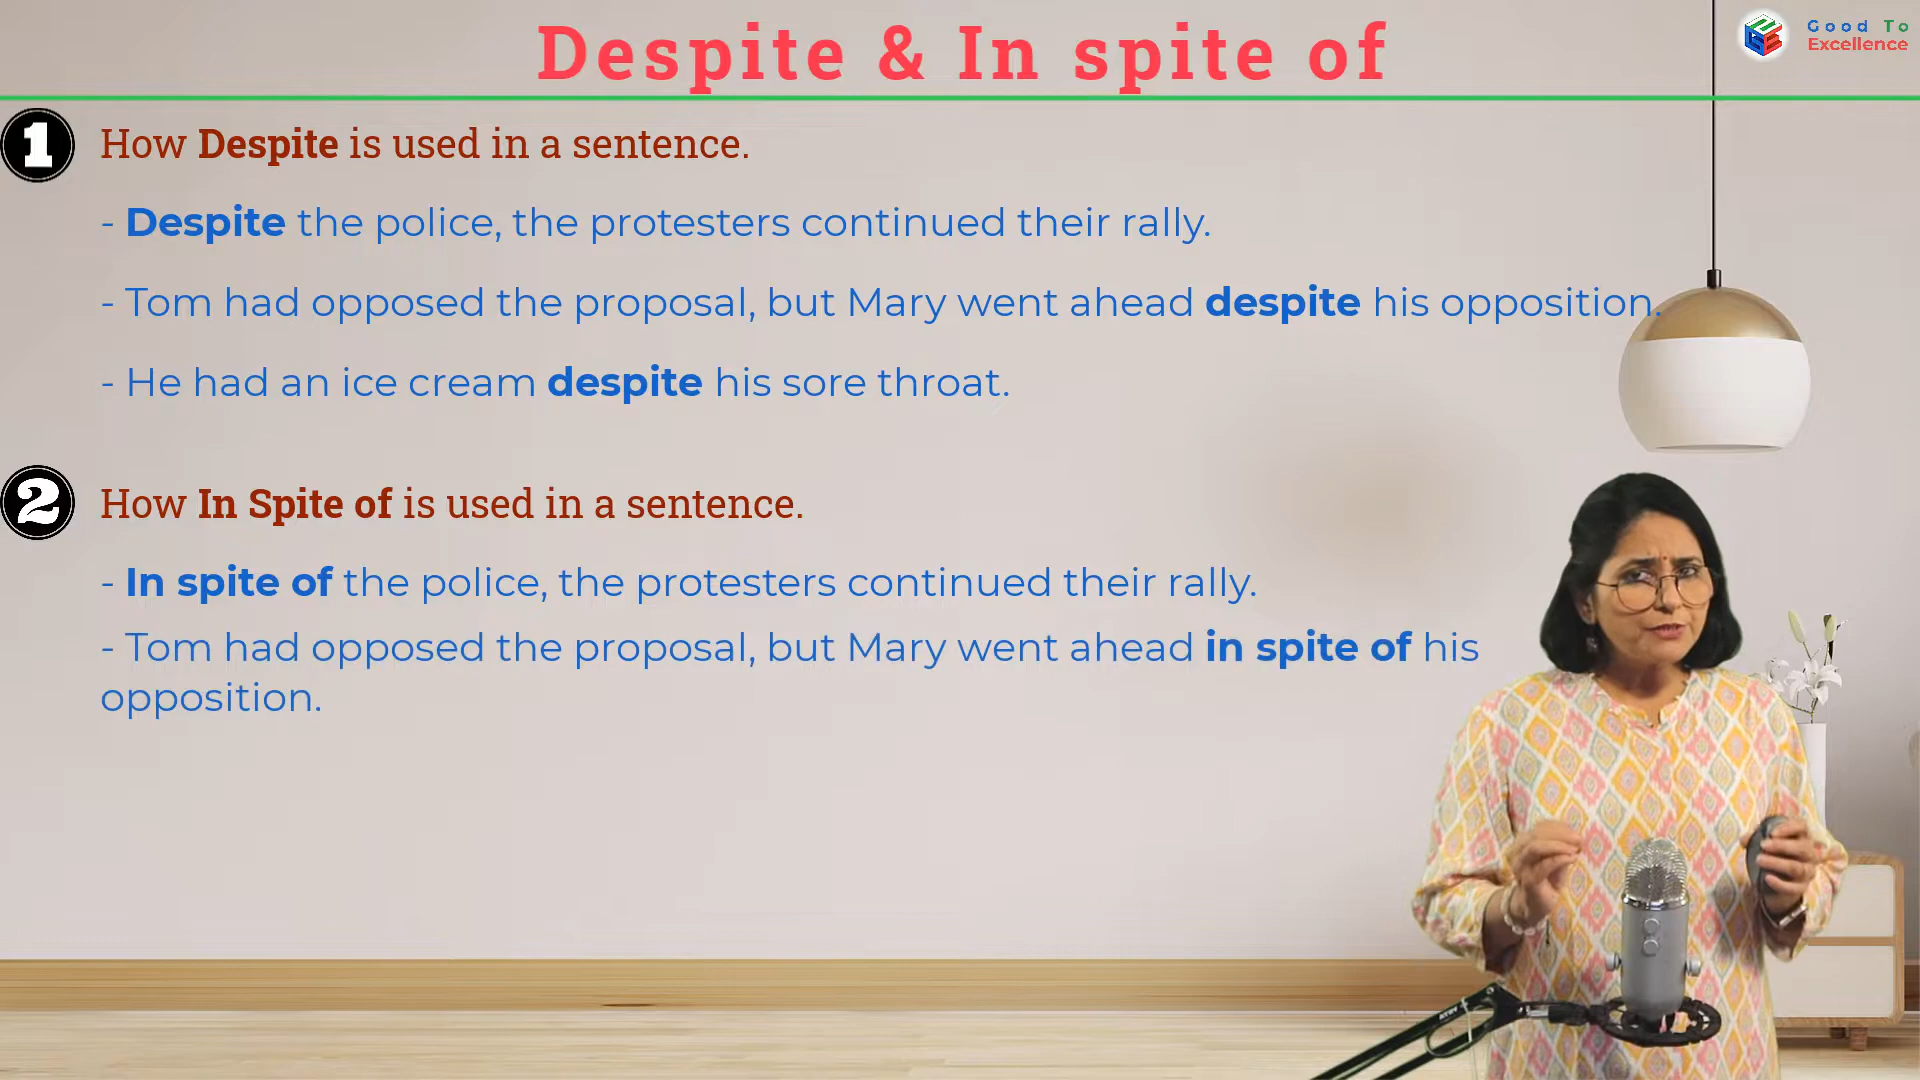 Despite & In spite of
Good To
Excellence
1 How Despite is used in a sentence.
- Despite the police, the protesters continued their rally.
- Tom had opposed the proposal, but Mary went ahead despite his opposition.
- He had an ice cream despite his sore throat.
2 How In Spite of is used in a sentence.
- In spite of the police, the protesters continued their rally.
- Tom had opposed the proposal, but Mary went ahead in spite of his
opposition.